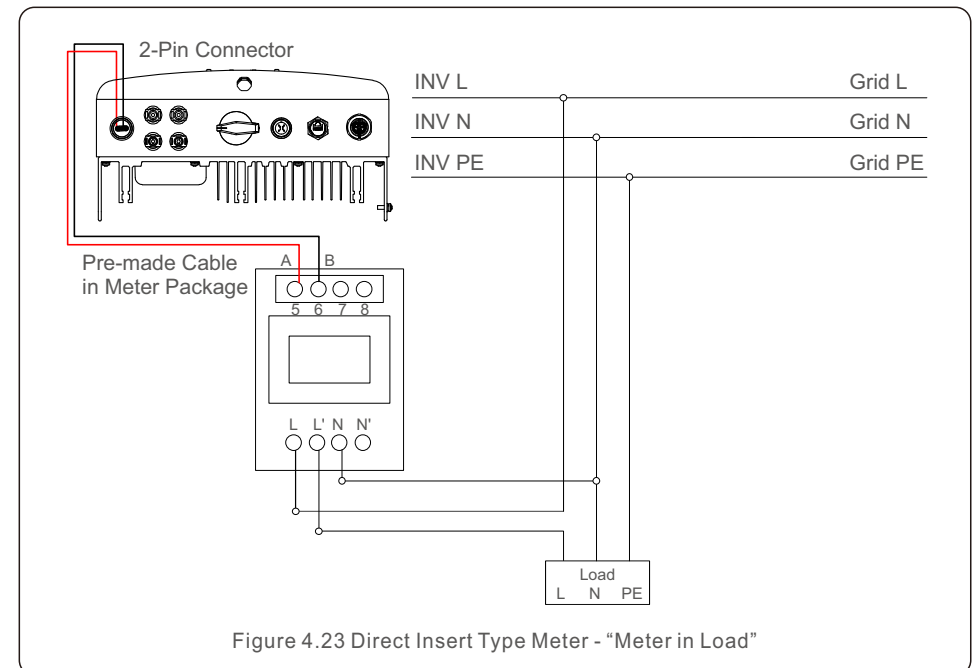 2-Pin Connector
INV L Grid L
INV N Grid N
INV PE Grid PE
Pre-made Cable
in Meter Package
A B
5 6 7 8
L L' N N'
Load
L N PE
Figure 4.23 Direct Insert Type Meter - “Meter in Load”